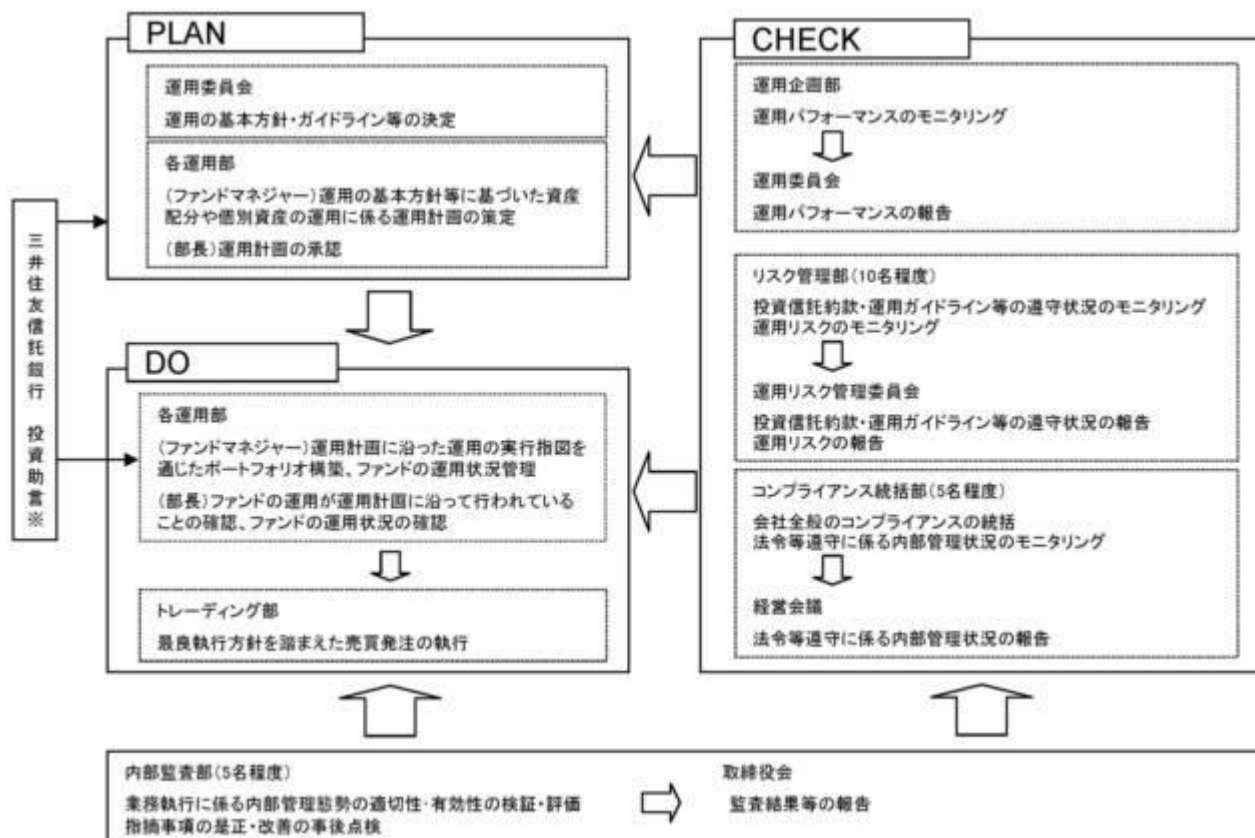 PLAN
運用委員会
運用の基本方針・ガイドライン等の決定
各運用部
(ファンドマネジャー)運用の基本方針等に基づいた資産
配分や個別資産の運用に係る運用計画の策定
(部長)運用計画の承認
三井住友信託銀行 投資助言※
DO
各運用部
(ファンドマネジャー)運用計画に沿った運用の実行指図を
通じたポートフォリオ構築、ファンドの運用状況管理
(部長)ファンドの運用が運用計画に沿って行われている
ことの確認、ファンドの運用状況の確認
トレーディング部
最良執行方針を踏まえた売買発注の執行
CHECK
運用企画部
運用パフォーマンスのモニタリング
運用委員会
運用パフォーマンスの報告
リスク管理部(10名程度)
投資信託約款・運用ガイドライン等の遵守状況のモニタリング
運用リスクのモニタリング
運用リスク管理委員会
投資信託約款・運用ガイドライン等の遵守状況の報告
運用リスクの報告
コンプライアンス統括部(5名程度)
会社全般のコンプライアンスの統括
法令等遵守に係る内部管理状況のモニタリング
経営会議
法令等遵守に係る内部管理状況の報告
内部監査部(5名程度)
業務執行に係る内部管理態勢の適切性・有効性の検証・評価
指摘事項の是正・改善の事後点検
取締役会
監査結果等の報告